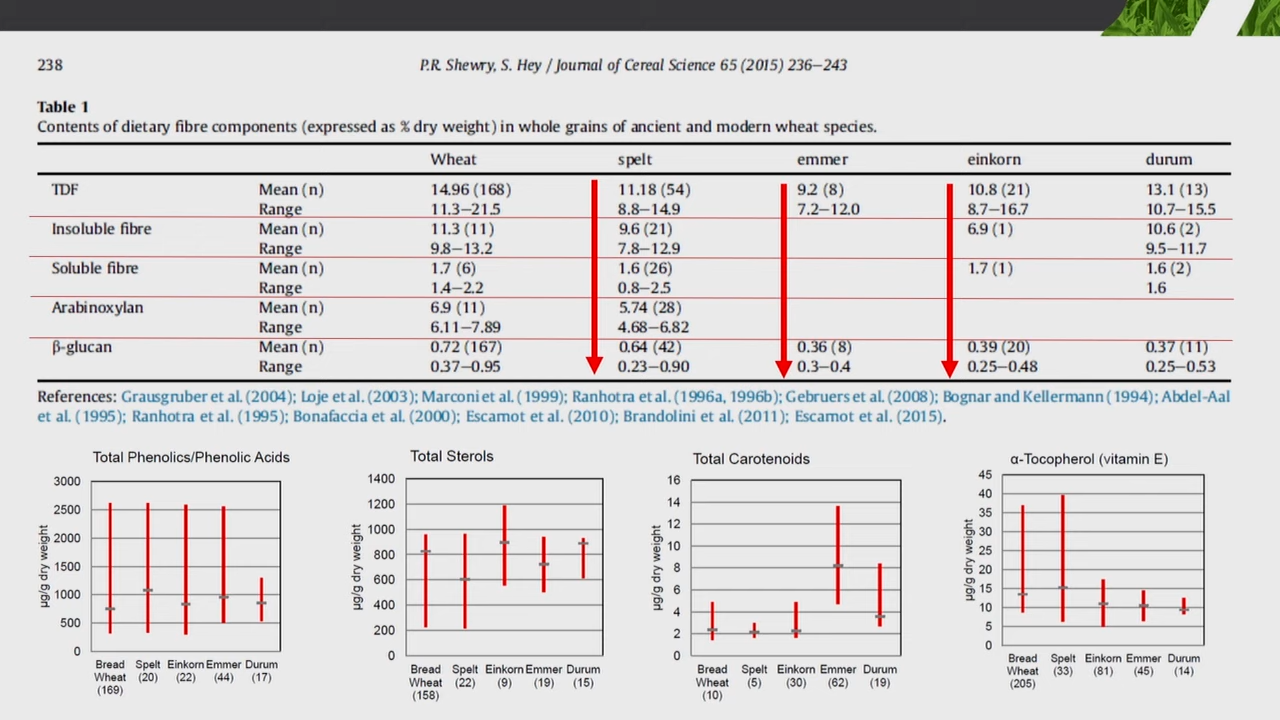 238 P.R. Shewry, S. Hey / Journal of Cereal Science 65 (2015) 236–243
Table 1
Contents of dietary fibre components (expressed as % dry weight) in whole grains of ancient and modern wheat species.
Wheat spelt emmer einkorn durum
TDF Mean (n) 14.96 (168) 11.18 (54) 9.2 (8) 10.8 (21) 13.1 (13)
Range 11.3–21.5 8.8–14.9 7.2–12.0 8.7–16.7 10.7–15.5
Insoluble fibre Mean (n) 11.3 (11) 9.6 (21) 6.9 (1) 10.6 (2)
Range 9.8–13.2 7.8–12.9 9.5–11.7
Soluble fibre Mean (n) 1.7 (6) 1.6 (26) 1.7 (1) 1.6 (2)
Range 1.4–2.2 0.8–2.5 1.6
Arabinoxylan Mean (n) 6.9 (11) 5.74 (28)
Range 6.11–7.89 4.68–6.82
β-glucan Mean (n) 0.72 (167) 0.64 (42) 0.36 (8) 0.39 (20) 0.37 (11)
Range 0.37–0.95 0.23–0.90 0.3–0.4 0.25–0.48 0.25–0.53
References: Grausgruber et al. (2004); Loje et al. (2003); Marconi et al. (1999); Ranhotra et al. (1996a, 1996b); Gebruers et al. (2008); Bognar and Kellermann (1994); Abdel-Aal
et al. (1995); Ranhotra et al. (1995); Bonafaccia et al. (2000); Escarnot et al. (2010); Brandolini et al. (2011); Escarnot et al. (2015).
Total Phenolics/Phenolic Acids
µg/g dry weight
3000
2500
2000
1500
1000
500
0
Bread Spelt Einkorn Emmer Durum
Wheat (20) (22) (44) (17)
(169)
Total Sterols
µg/g dry weight
1400
1200
1000
800
600
400
200
0
Bread Spelt Einkorn Emmer Durum
Wheat (22) (9) (19) (15)
(158)
Total Carotenoids
µg/g dry weight
16
14
12
10
8
6
4
2
0
Bread Spelt Einkorn Emmer Durum
Wheat (5) (30) (62) (19)
(10)
α-Tocopherol (vitamin E)
µg/g dry weight
45
40
35
30
25
20
15
10
5
0
Bread Spelt Einkorn Emmer Durum
Wheat (33) (81) (45) (14)
(205)